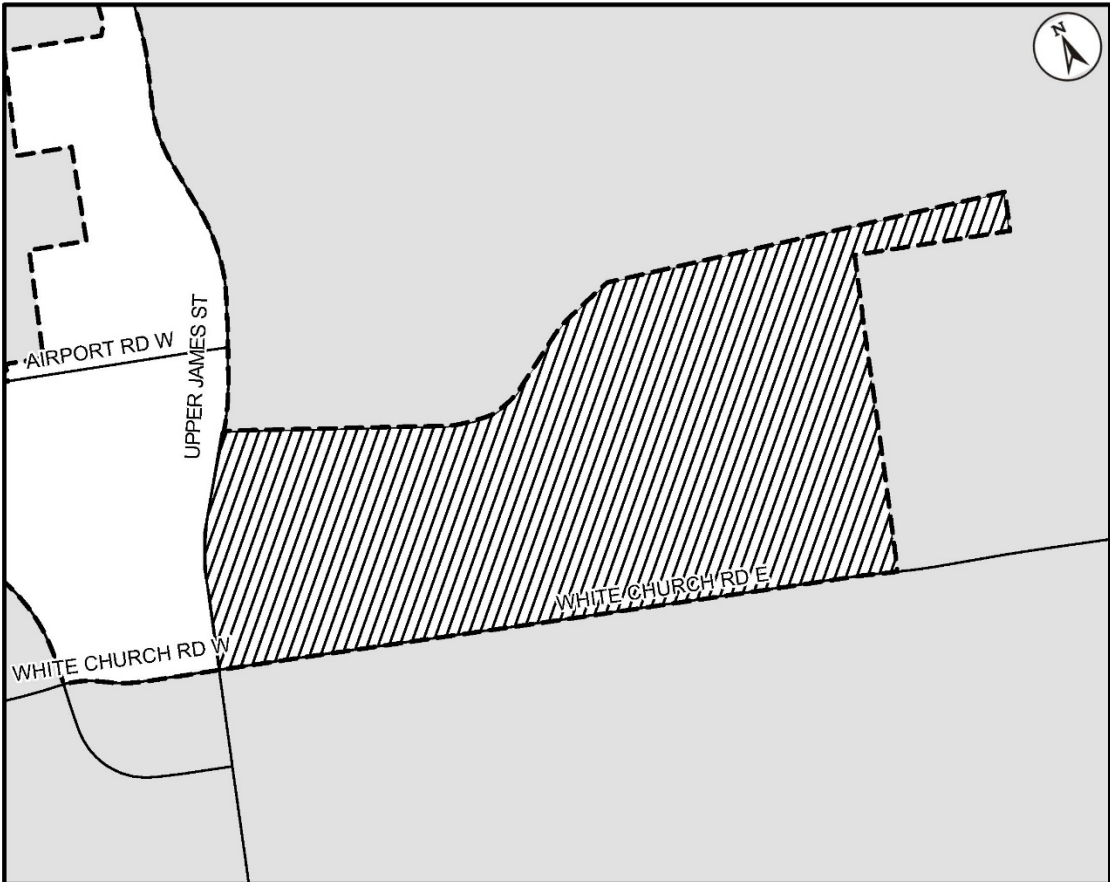 N
AIRPORT RD W
UPPER JAMES ST
WHITE CHURCH RD E
WHITE CHURCH RD W